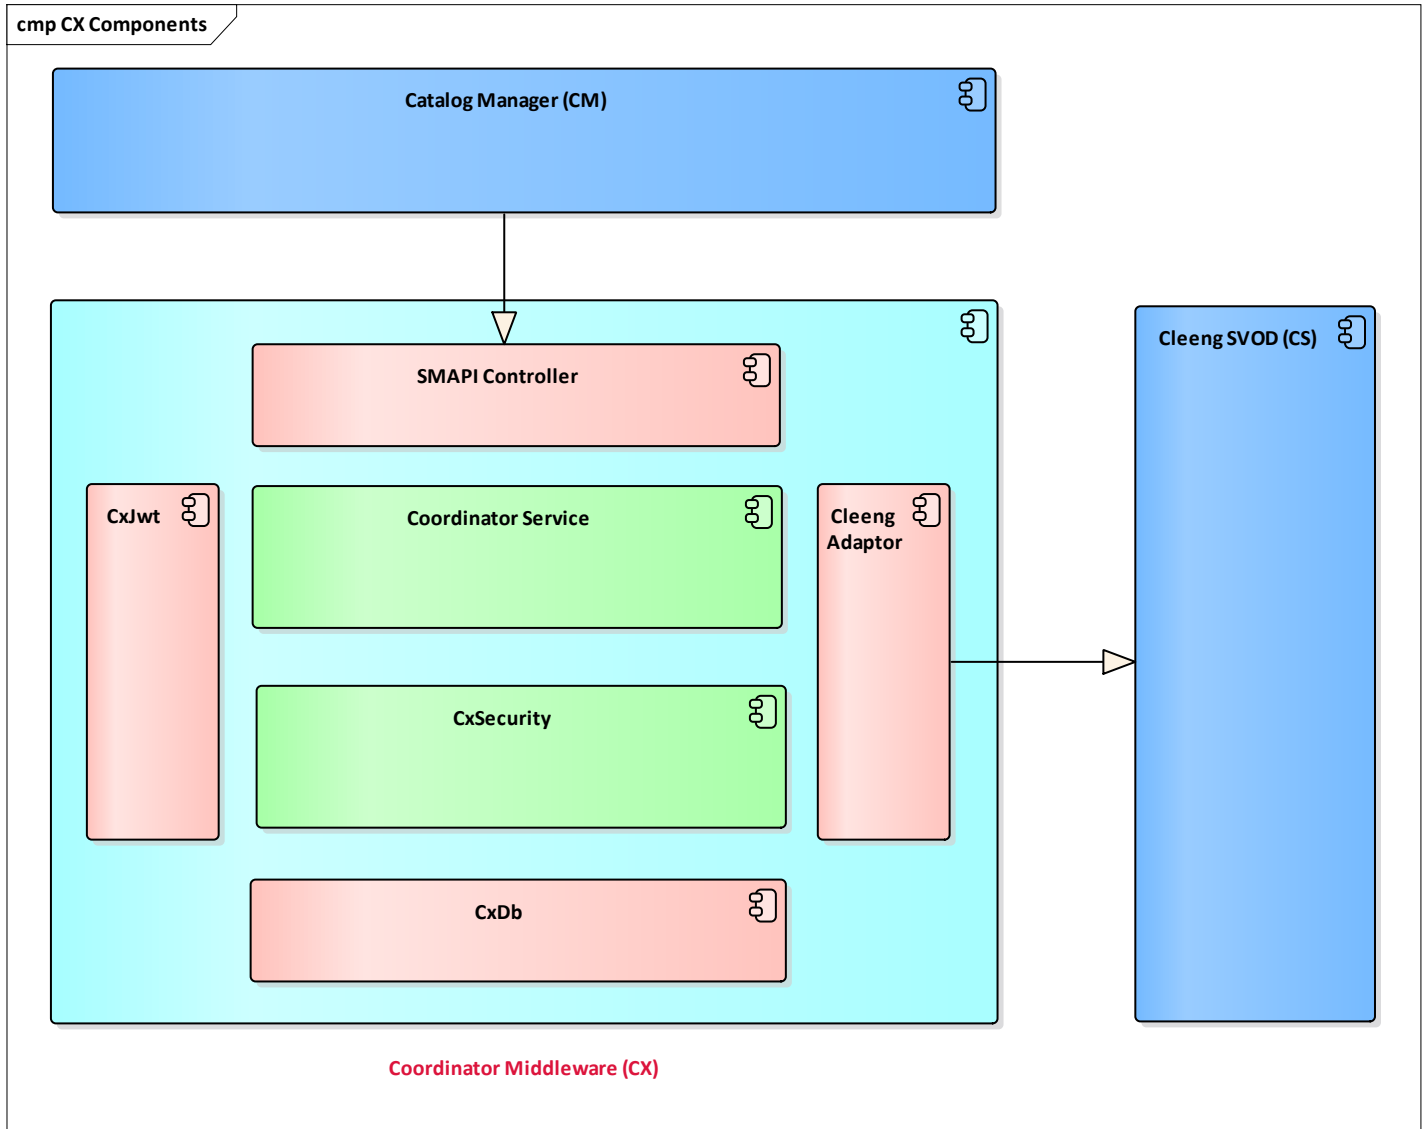 cmp CX Components
Catalog Manager (CM)
SMAPI Controller
Cleeng SVOD (CS)
CxJwt
Coordinator Service
Cleeng
Adaptor
CxSecurity
CxDb
Coordinator Middleware (CX)